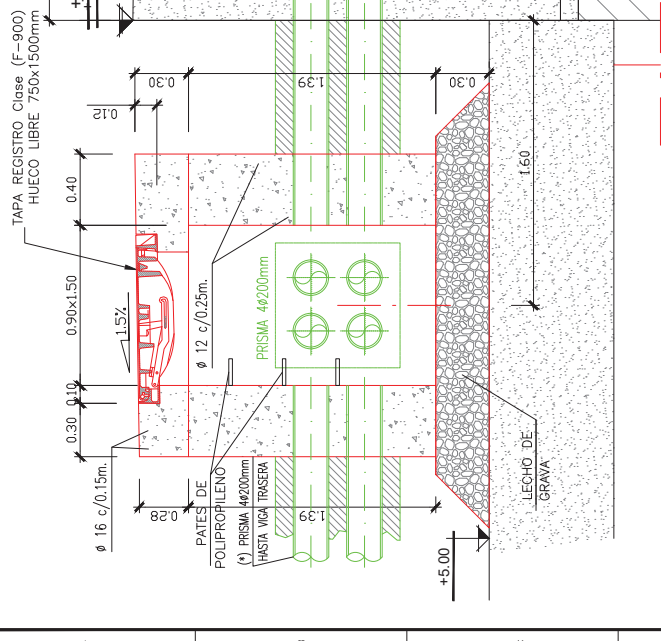 TAPA REGISTRO Clase (F-900)
HUECO LIBRE 750x1500mm
0.30
1.39
0.30
0.12
0.40
0.90x1.50
0.10
0.30
1.5%
ø 12 c/0.25m.
PRISMA 4ø200mm
1.60
ø 16 c/0.15m.
0.28
1.39
PATES DE
POLIPROPILENO
(*) PRISMA 4ø200mm
HASTA VIGA TRASERA
LECHO DE
GRAVA
+5.00